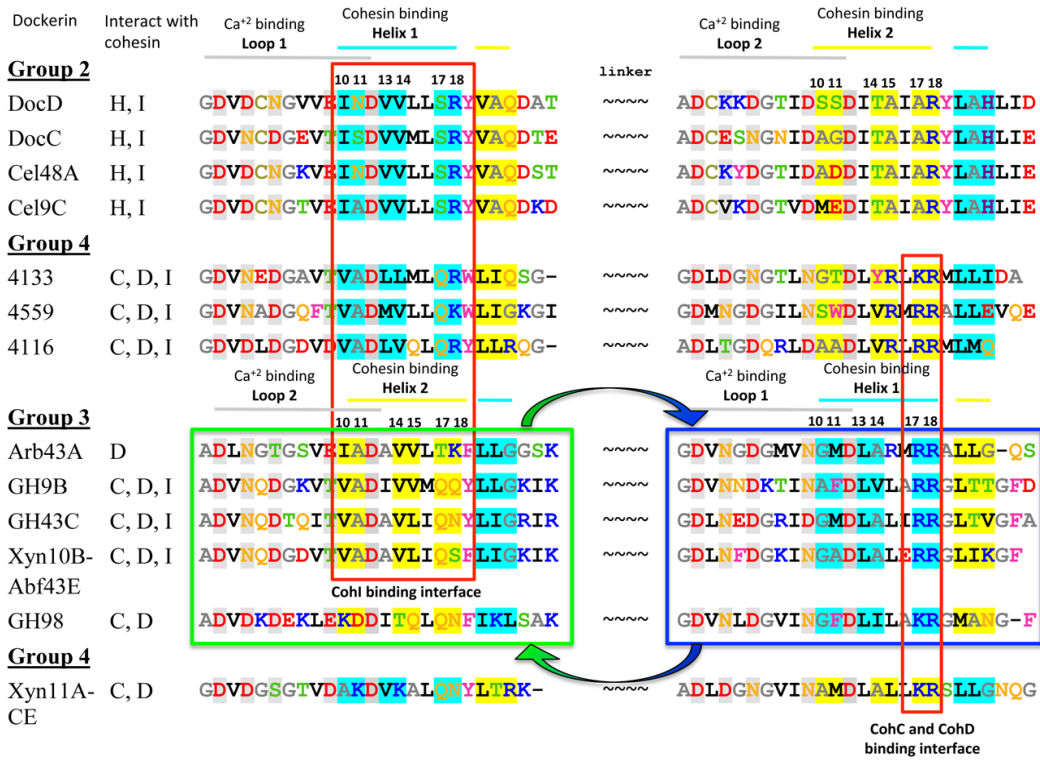 Dockerin Interact with cohesin
Ca+2 binding Loop 1 Cohesin binding Helix 1 Ca+2 binding Loop 2 Cohesin binding Helix 2
Group 2 10 11 13 14 17 18 linker 10 11 14 15 17 18
DocD H, I GDVDCNGVVEINDVVLLSRYVAQDAT ~~~~ ADCKKDGTIDSSDITAIARYLAHLID
DocC H, I GDVNCDGEVTISDVVMLSRYVAQDTE ~~~~ ADCESNGNIDAGDITAIARYLAHLIE
Cel48A H, I GDVDCNGKVEINDVVLLSRYVAQDST ~~~~ ADCKYDGTIDADDITAIARYLAHLIE
Cel9C H, I GDVDCNGTVEIADVVLLSRYVAQDKD ~~~~ ADCVKDGTVDMEDITAIARYLAHLIE
Group 4
4133 C, D, I GDVNEDGAVTVADLLMLQRWLIQSG- ~~~~ GDLDGNGTLNGTDLYRLKRMLLIDA
4559 C, D, I GDVNADGQFTVADMVLLQKWLIGKGI ~~~~ GDMNGDGILNSWDLVRMRRALLEVQE
4116 C, D, I GDVDLDGDVDVADLVQLQRYLLRQG- ~~~~ ADLTGDQRLDAADLVRLRRMLMQ
Ca+2 binding Loop 2 Cohesin binding Helix 2 Ca+2 binding Loop 1 Cohesin binding Helix 1
Group 3 10 11 14 15 17 18 10 11 13 14 17 18
Arb43A D ADLNGTGSVEIADAVVLTKFLLGGSK ~~~~ GDVNGDGMVNGMDLARMRRALLG-QS
GH9B C, D, I ADVNQDGKVTVADIVVMQQYLLGKIK ~~~~ GDVNNDKTINAFDLVLARRGLTTGFD
GH43C C, D, I ADVNQDTQITVADAVLIQNYLIGRIR ~~~~ GDLNEDGRIDGMDLALIRRGLTVGFA
Xyn10B- C, D, I ADVNQDGDVTVADAVLIQSFLIGKIK ~~~~ GDLNFDGKINGADLALERRGLIKGF
Abf43E CohI binding interface
GH98 C, D ADVDKDEKLEKDDITQLQNFIKLSAK ~~~~ GDVNLDGVINGFDLILAKRGMANG-F
Group 4
Xyn11A- C, D GDVDGSGTVDAKDVKALQNYLTRK- ~~~~ ADLDGNGVINAMDLALLKRSLLGNQG
CE
CohC and CohD binding interface